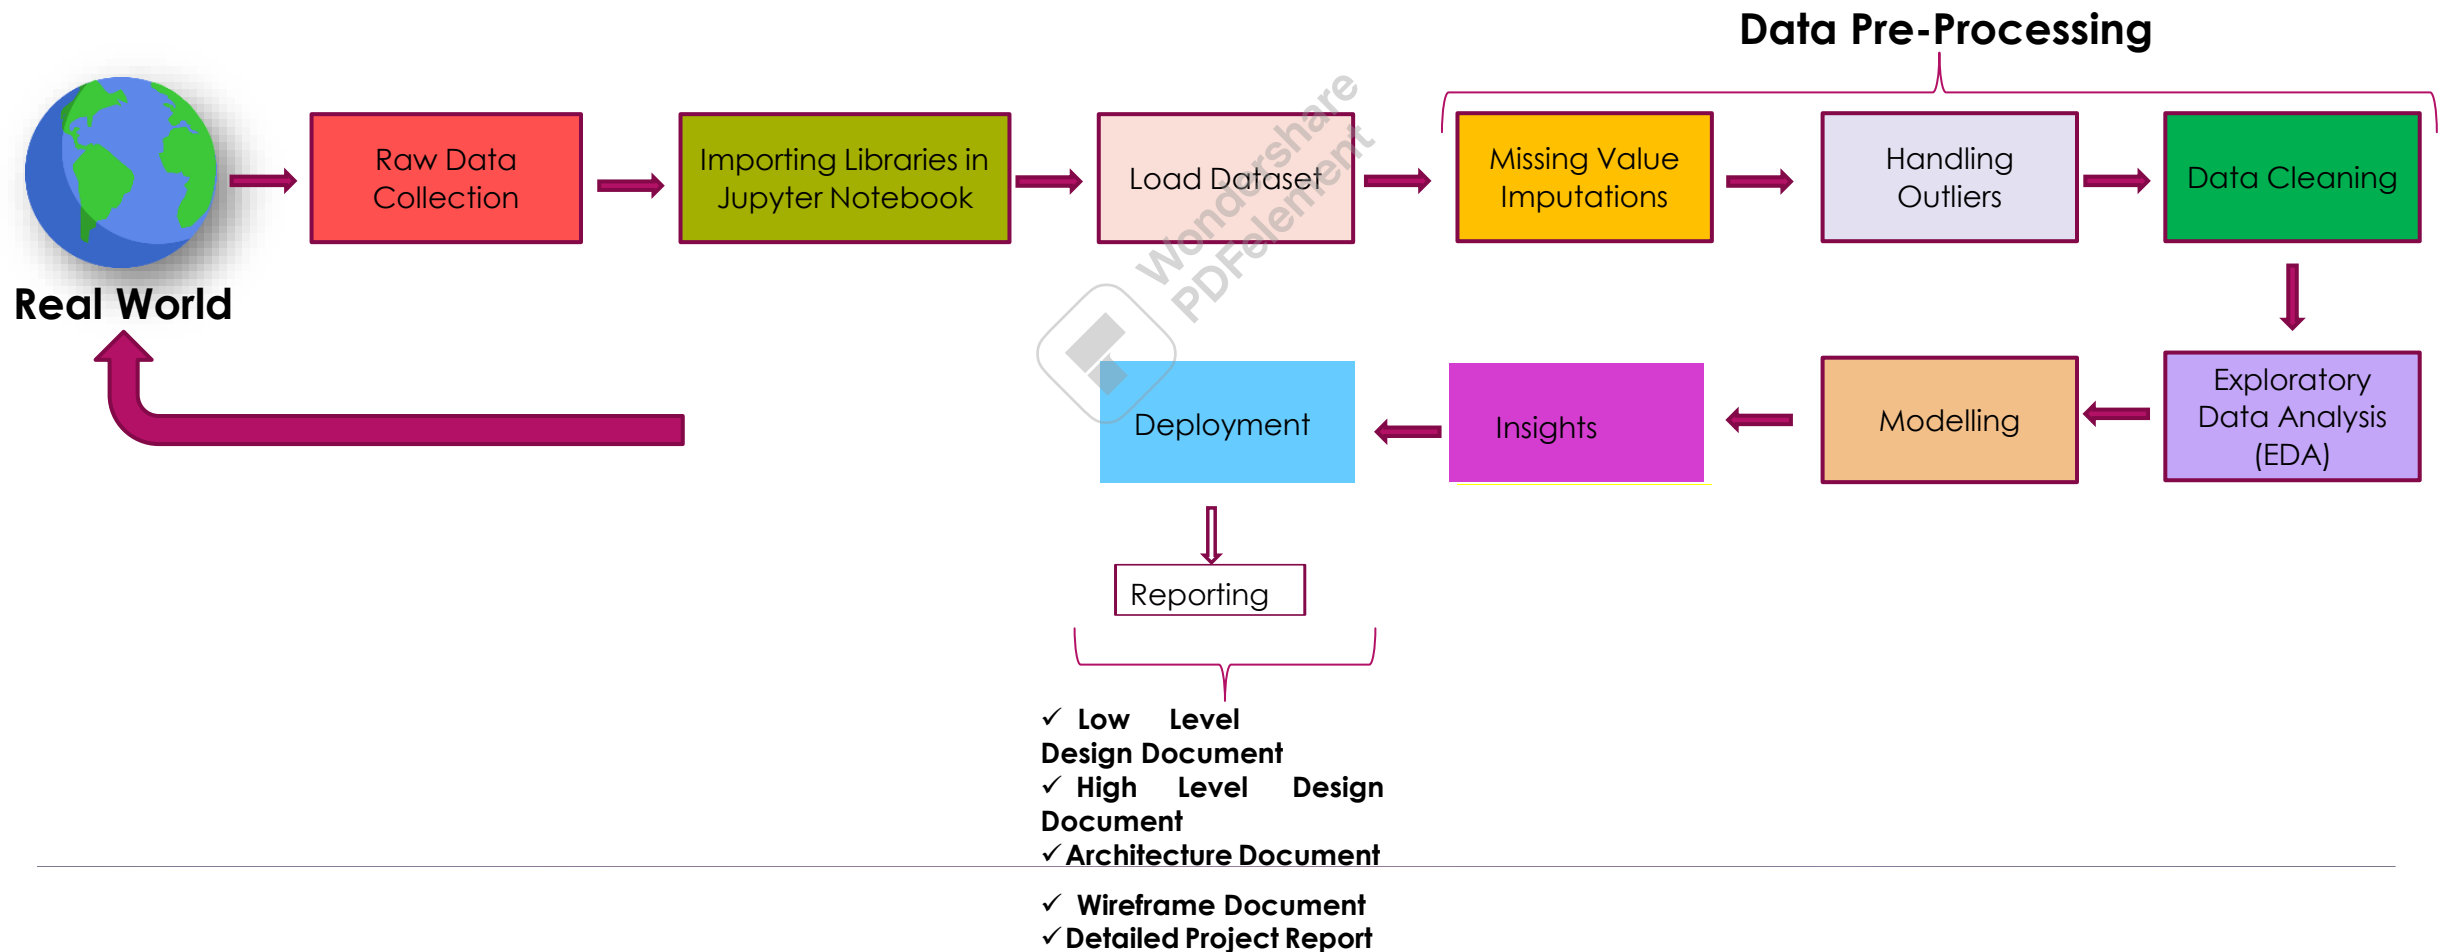 Data Pre-Processing
Raw Data
Collection
Importing Libraries in
Jupyter Notebook
Load Dataset
Missing Value
Imputations
Handling
Outliers
Data Cleaning
Wondershare
PDFelement
Real World
Exploratory
Data Analysis
(EDA)
Modelling
Insights
Deployment
Reporting
✓ Low Level
Design Document
✓ High Level Design
Document
✓ Architecture Document
✓ Wireframe Document
✓ Detailed Project Report